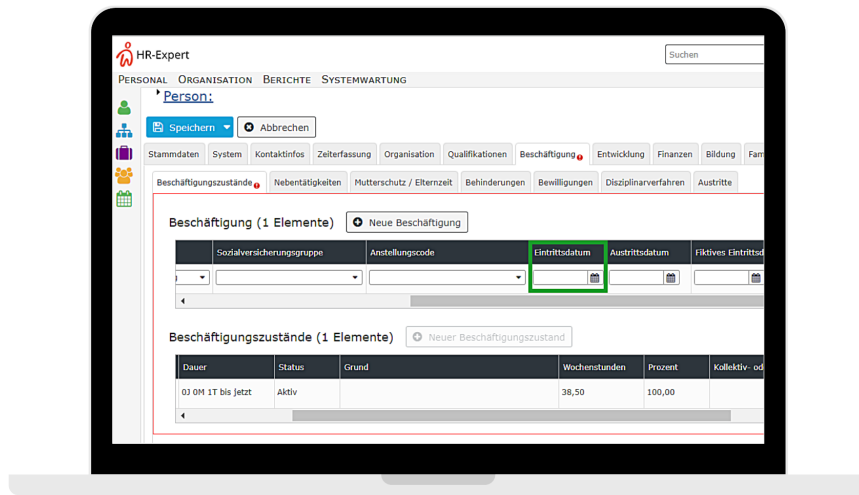 HR-Expert
Suchen
PERSONAL ORGANISATION BERICHTE SYSTEMWARTUNG
Person:
Speichern Abbrechen
Stammdaten System Kontaktinfos Zeiterfassung Organisation Qualifikationen Beschäftigung Entwicklung Finanzen Bildung Fam
Beschäftigungszustände Nebentätigkeiten Mutterschutz / Elternzeit Behinderungen Bewilligungen Disziplinarverfahren Austritte
Beschäftigung (1 Elemente) Neue Beschäftigung
Sozialversicherungsgruppe Anstellungscode Eintrittsdatum Austrittsdatum Fiktives Eintrittsd
Beschäftigungszustände (1 Elemente) Neuer Beschäftigungszustand
Dauer Status Grund Wochenstunden Prozent Kollektiv- od
0J 0M 1T bis jetzt Aktiv 38,50 100,00